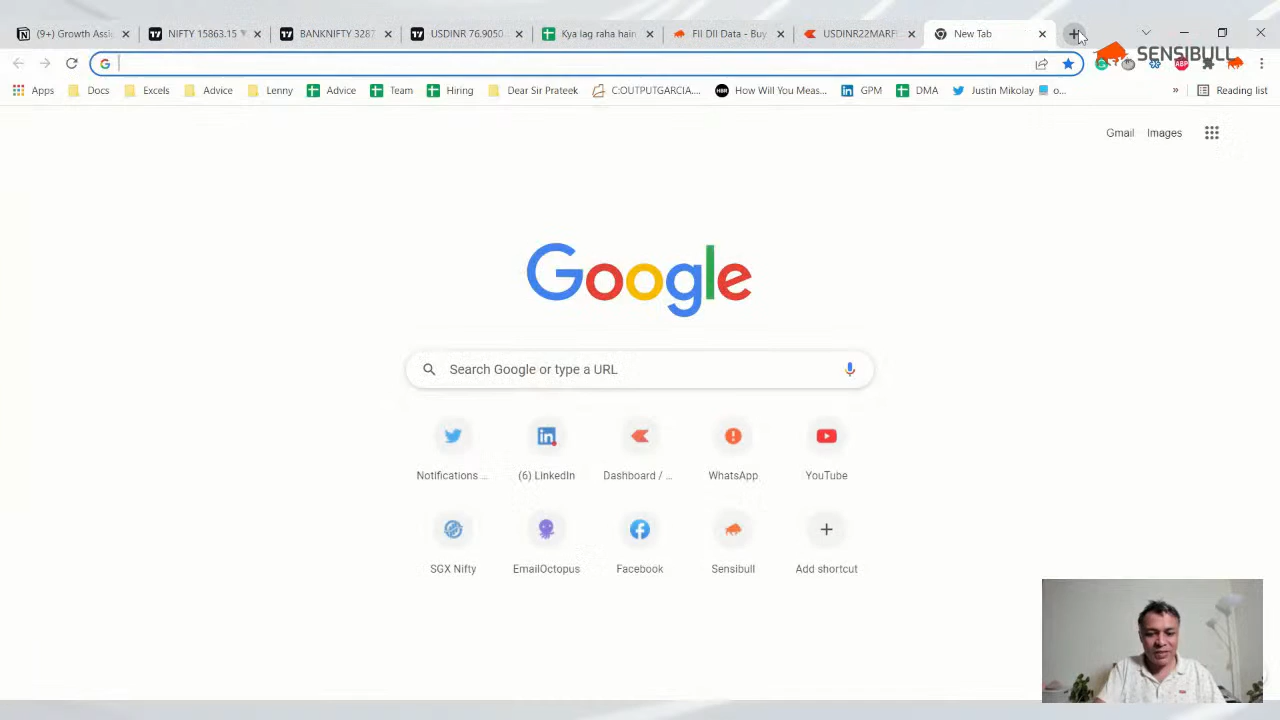 (9+) Growth Assig
NIFTY 15863.15 ▼
BANKNIFTY 3287
USDINR 76.9050
Kya lag raha hain
FII DII Data - Buy
USDINR22MARF
New Tab
SENSIBULL
Apps
Docs
Excels
Advice
Lenny
Advice
Team
Hiring
Dear Sir Prateek
C:OUTPUTGARCIA...
How Will You Meas...
GPM
DMA
Justin Mikolay
o...
»
Reading list
Gmail
Images
Google
Search Google or type a URL
Notifications ...
(6) LinkedIn
Dashboard / ...
WhatsApp
YouTube
SGX Nifty
EmailOctopus
Facebook
Sensibull
Add shortcut